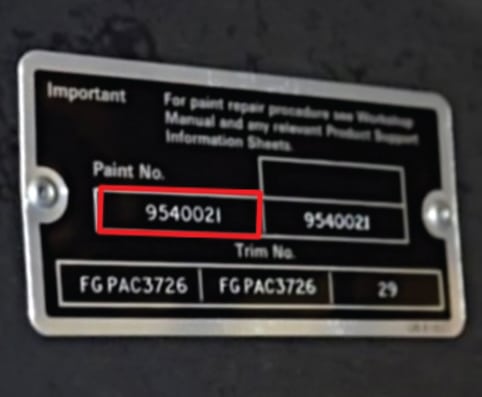 Important
For paint repair procedure see Workshop
Manual and any relevant Product Support
Information Sheets.
Paint No.
9540021 9540021
Trim No.
FG PAC3726 FG PAC3726 29